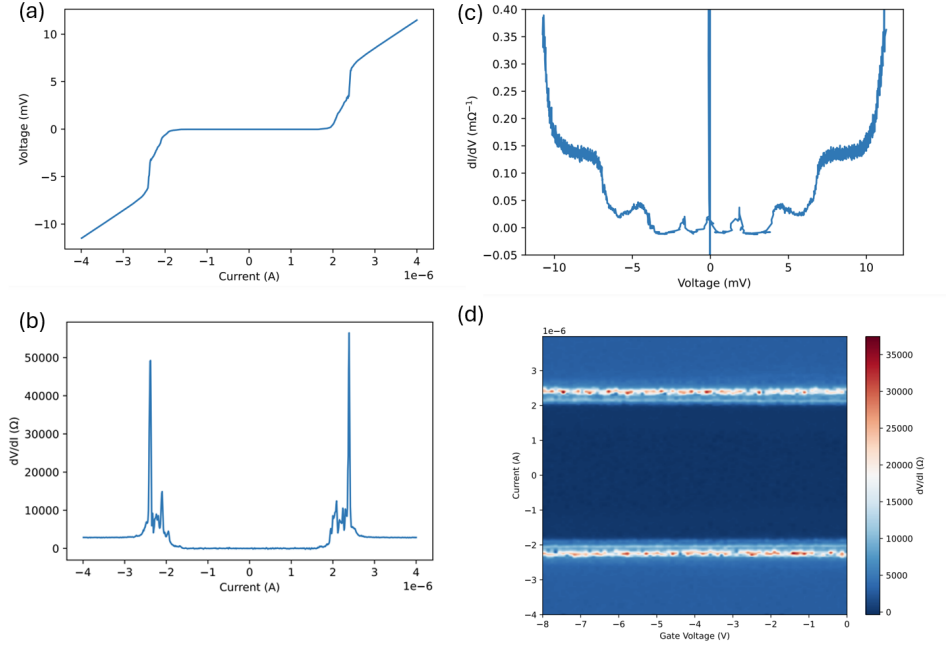 (a)
10
5
0
−5
−10
Voltage (mV)
−4 −3 −2 −1 0 1 2 3 4
1e−6
Current (A)
(c)
0.40
0.35
0.30
0.25
0.20
0.15
0.10
0.05
0.00
−0.05
dI/dV (mΩ⁻¹)
−10 −5 0 5 10
Voltage (mV)
(b)
50000
40000
30000
20000
10000
0
dV/dI (Ω)
−4 −3 −2 −1 0 1 2 3 4
1e−6
Current (A)
(d)
1e−6
3
2
1
0
−1
−2
−3
−4
Current (A)
−8 −7 −6 −5 −4 −3 −2 −1 0
Gate Voltage (V)
35000
30000
25000
20000
15000
10000
5000
0
dV/dI (Ω)